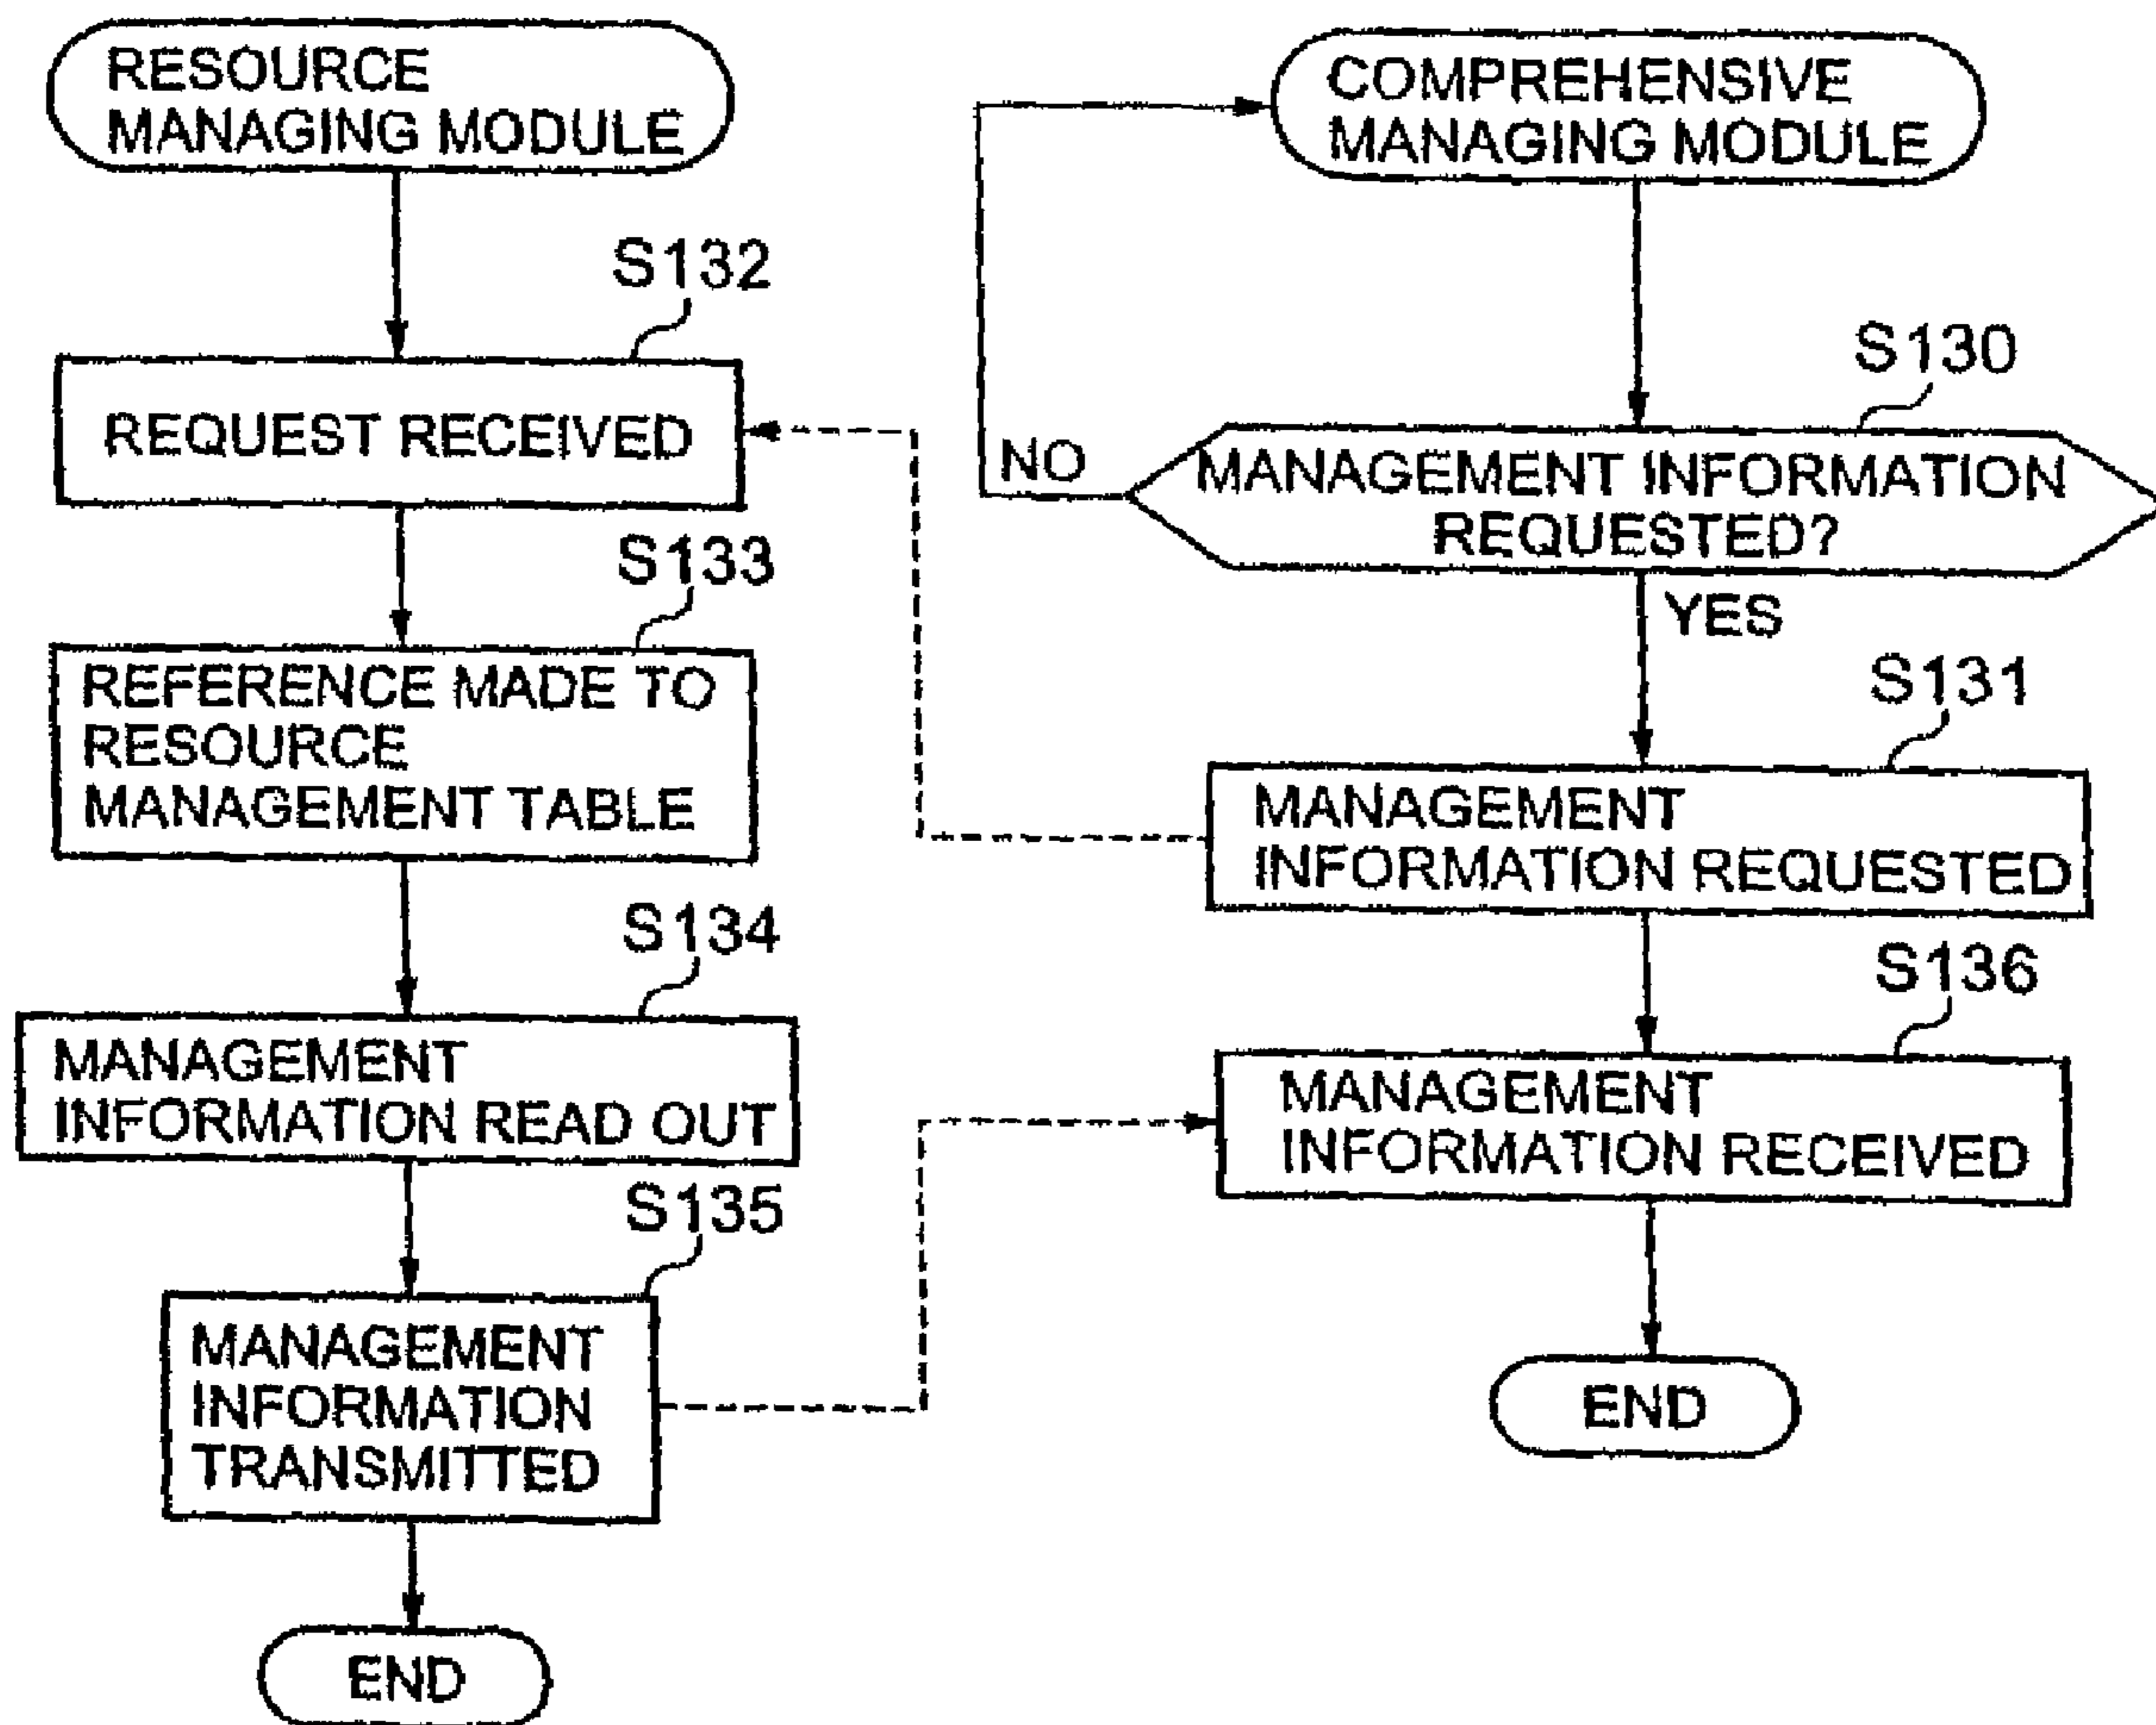 RESOURCE
MANAGING MODULE
S132
REQUEST RECEIVED
S133
REFERENCE MADE TO
RESOURCE
MANAGEMENT TABLE
S134
MANAGEMENT
INFORMATION READ OUT
S135
MANAGEMENT
INFORMATION
TRANSMITTED
END
COMPREHENSIVE
MANAGING MODULE
S130
NO
MANAGEMENT INFORMATION
REQUESTED?
YES
S131
MANAGEMENT
INFORMATION REQUESTED
S136
MANAGEMENT
INFORMATION RECEIVED
END